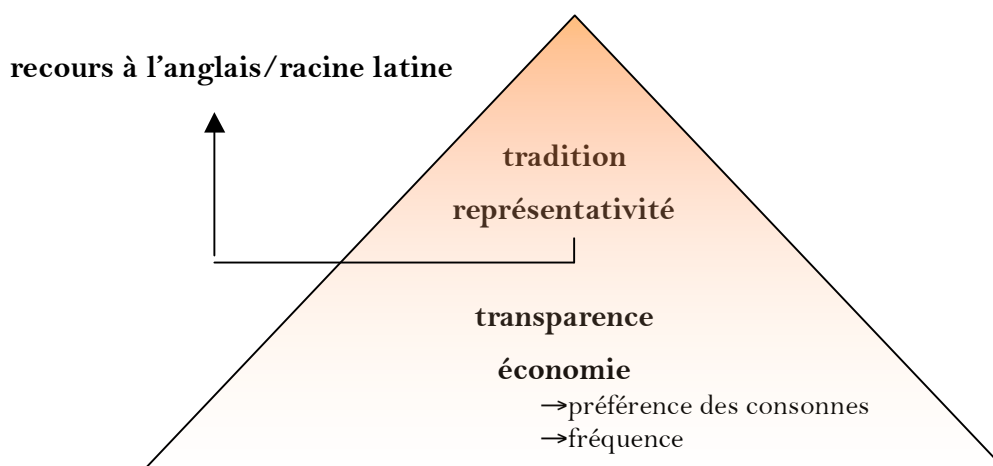 recours à l’anglais/racine latine
tradition
représentativité
transparence
économie
→préférence des consonnes
→fréquence